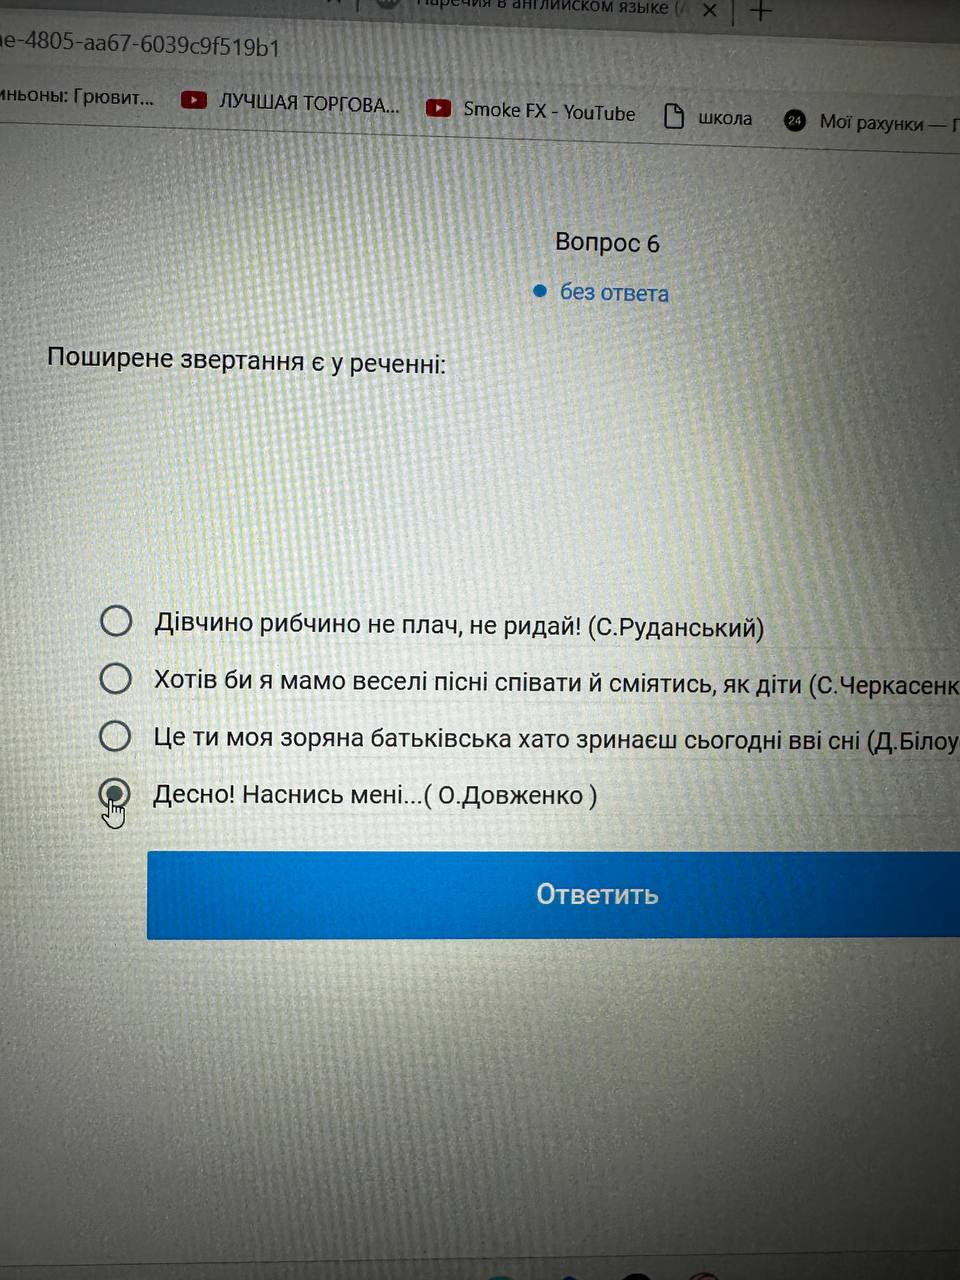 Наречия в английском языке (
ae-4805-aa67-6039c9f519b1
иньоны: Грювит... ЛУЧШАЯ ТОРГОВА... Smoke FX - YouTube школа 24 Мої рахунки — П
Вопрос 6
без ответа
Поширене звертання є у реченні:
Дівчино рибчино не плач, не ридай! (С.Руданський)
Хотів би я мамо веселі пісні співати й сміятись, як діти (С.Черкасенк
Це ти моя зоряна батьківська хато зринаєш сьогодні вві сні (Д.Білоу
Десно! Наснись мені...( О.Довженко )
Ответить